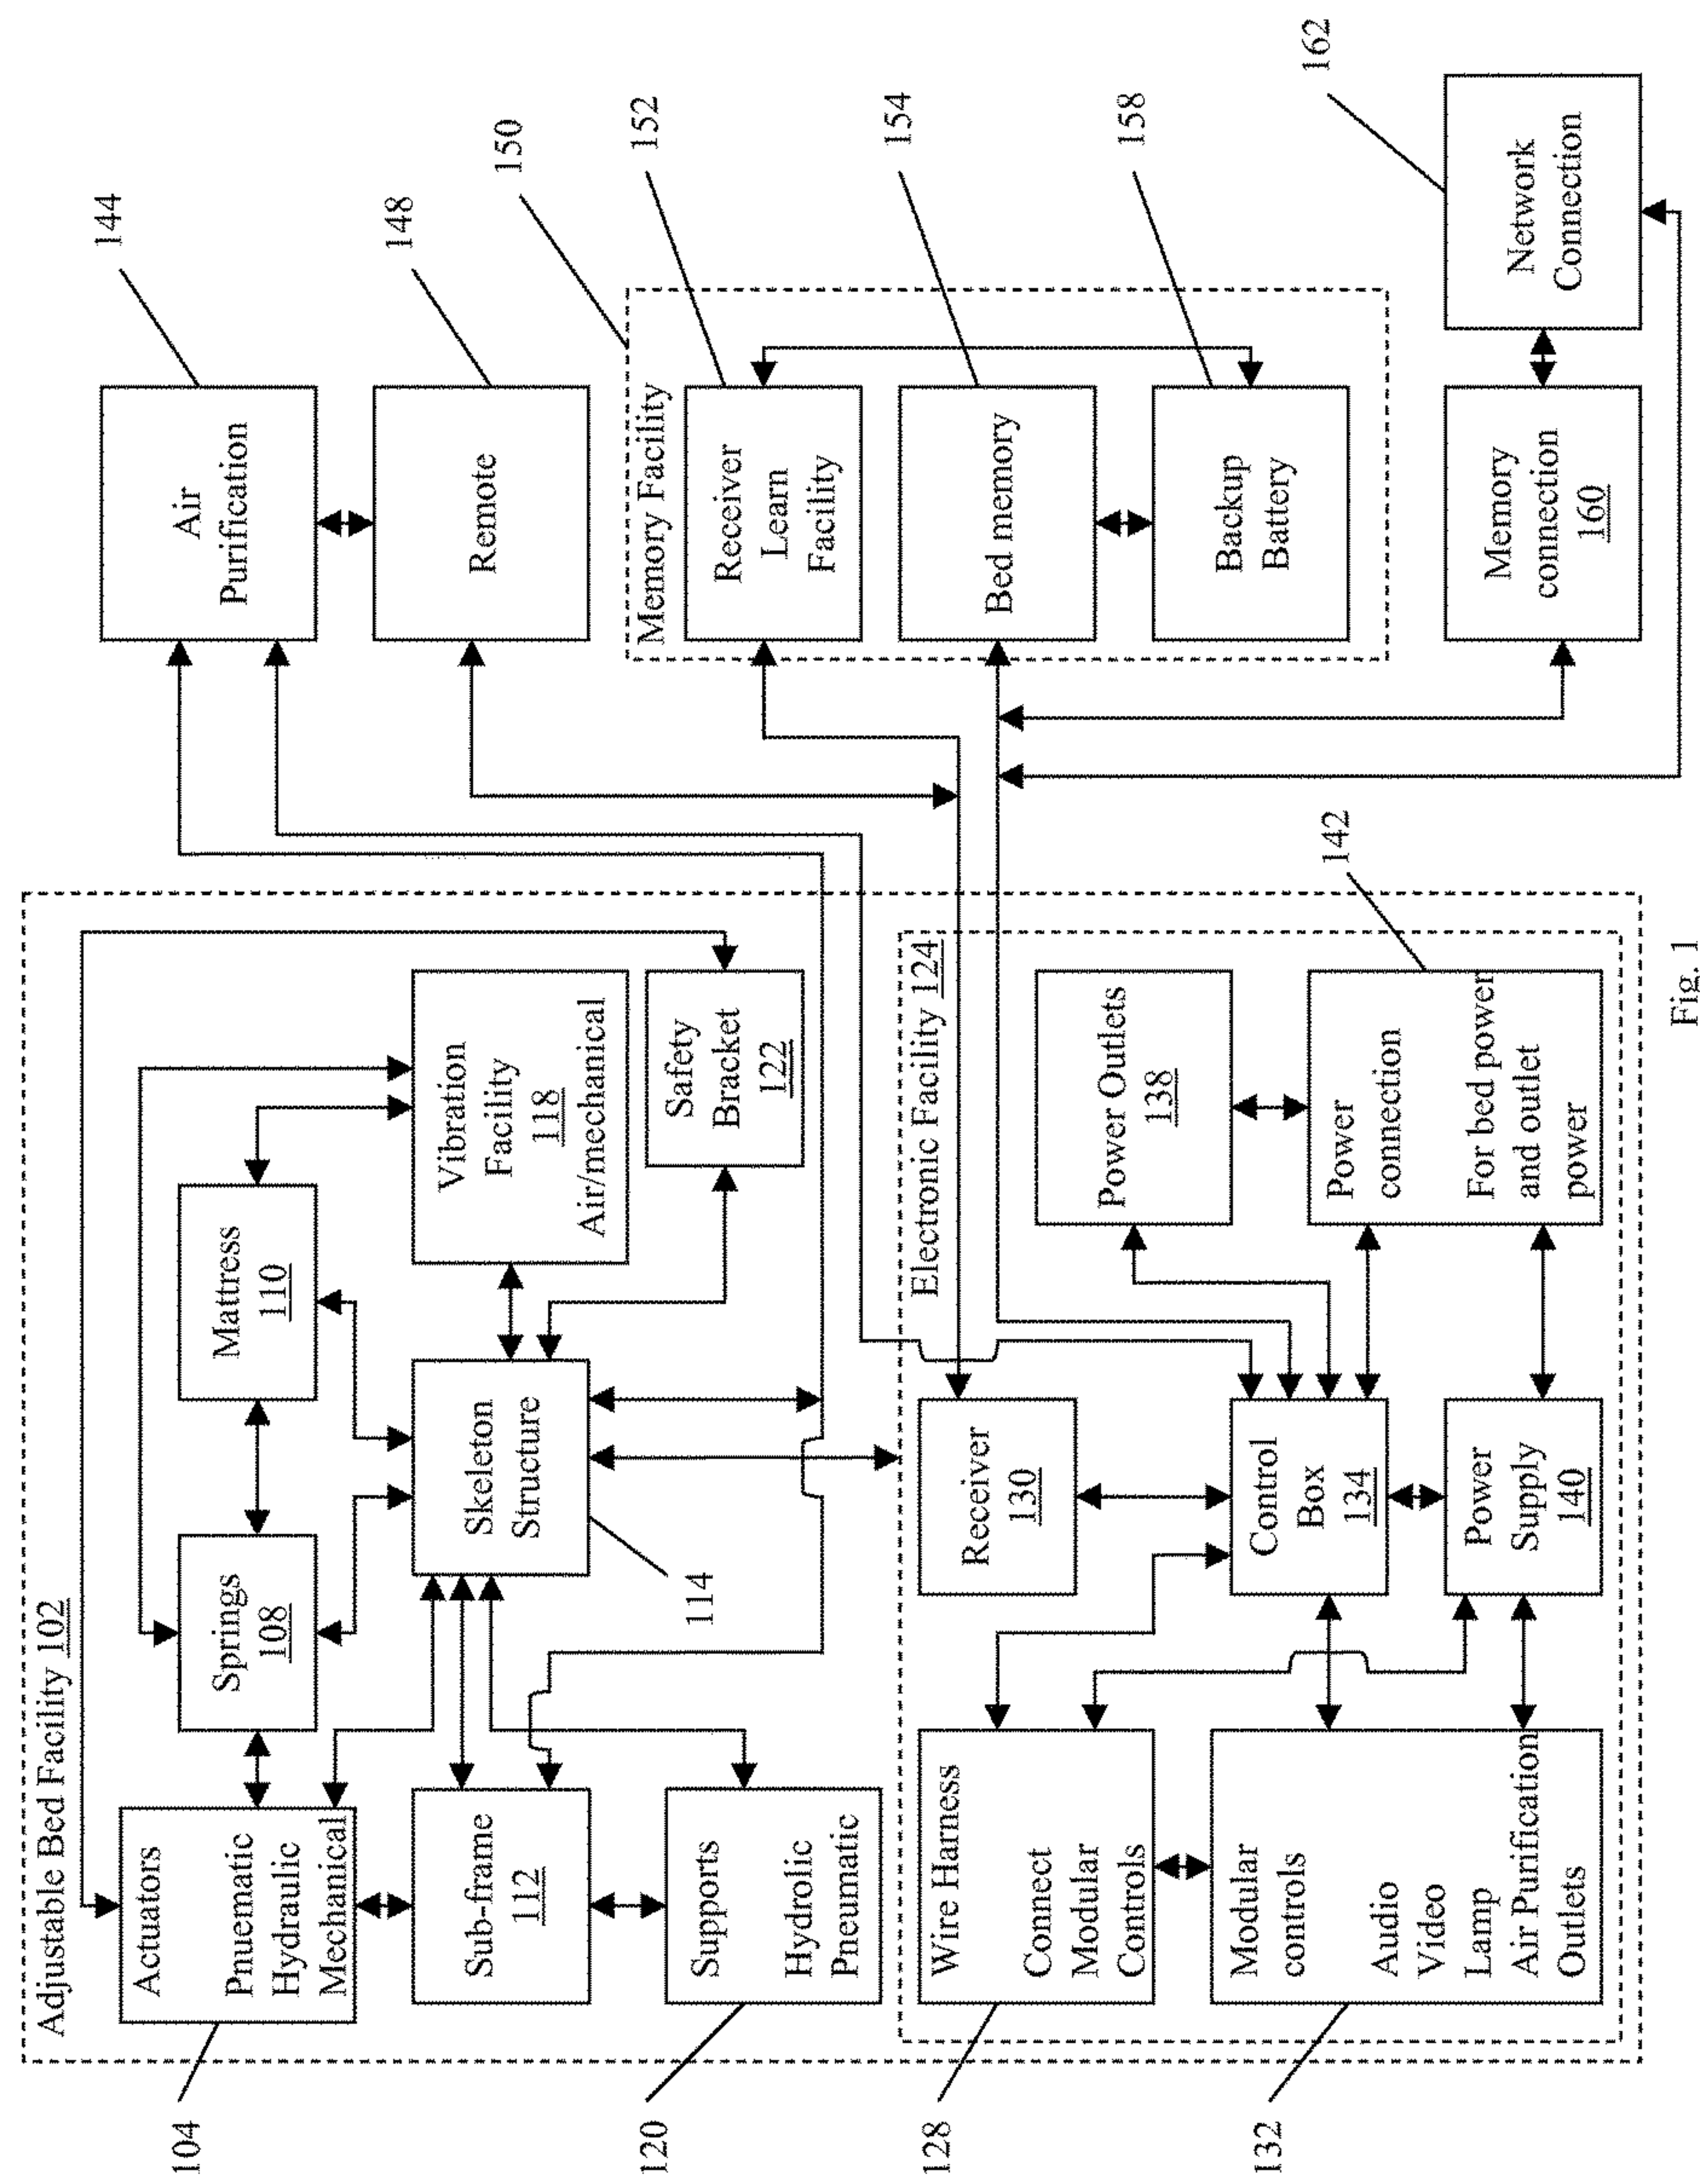 Adjustable Bed Facility 102
Actuators
Pnuematic
Hydraulic
Mechanical
104
Springs
108
Mattress
110
Sub-frame
112
Skeleton
Structure
114
Vibration
Facility
118
Air/mechanical
Supports
Hydrolic
Pneumatic
120
Safety
Bracket
122
Electronic Facility 124
Wire Harness
Connect
Modular
Controls
128
Receiver
130
Modular
controls
Audio
Video
Lamp
Air Purification
Outlets
132
Control
Box
134
Power Outlets
138
Power
Supply
140
Power
connection
For bed power
and outlet
power
142
Air
Purification
144
Remote
148
Memory Facility
150
Receiver
Learn
Facility
152
Bed memory
154
Backup
Battery
158
Memory
connection
160
Network
Connection
162
Fig. 1